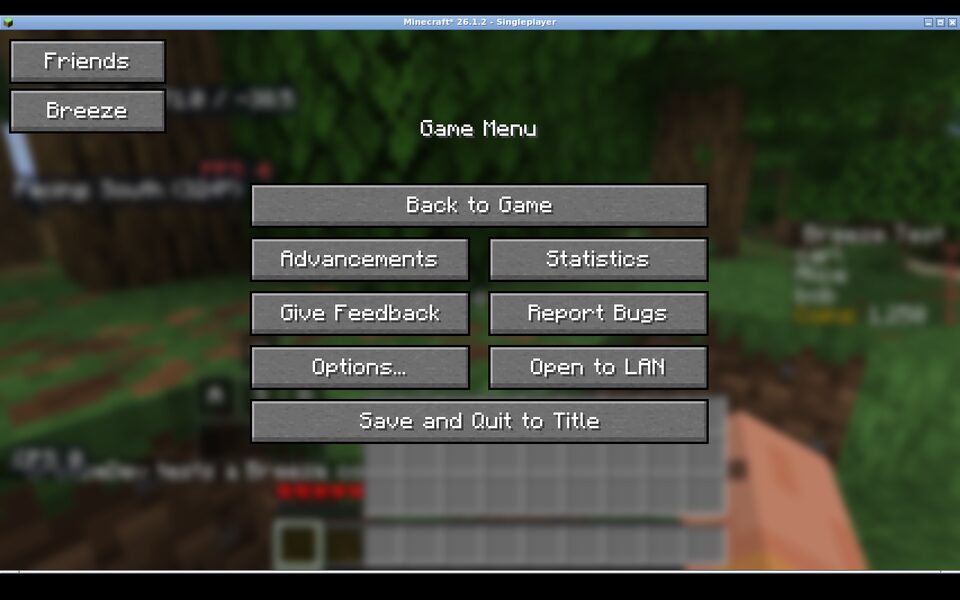 Minecraft* 26.1.2 - Singleplayer
Friends
Breeze
Game Menu
Back to Game
Advancements
Statistics
Give Feedback
Report Bugs
Options...
Open to LAN
Save and Quit to Title